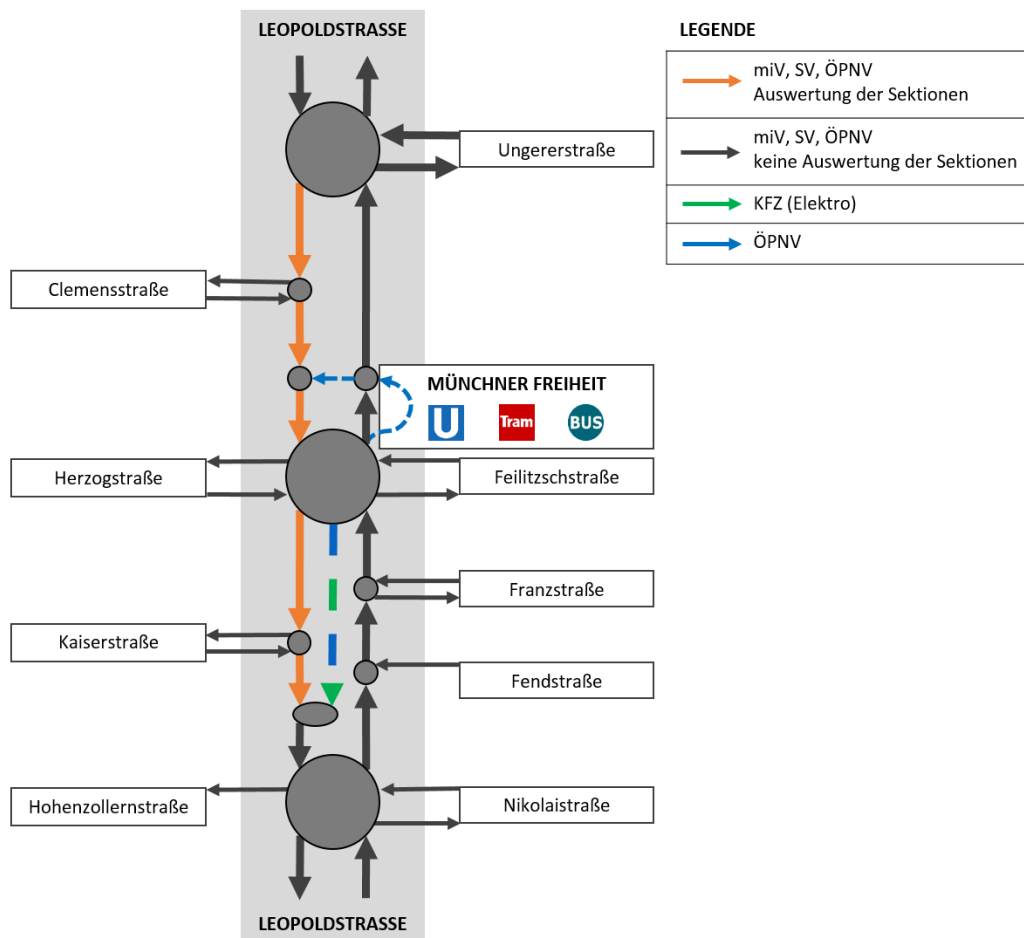 LEOPOLDSTRASSE
LEGENDE
miV, SV, ÖPNV
Auswertung der Sektionen
miV, SV, ÖPNV
keine Auswertung der Sektionen
KFZ (Elektro)
ÖPNV
Ungererstraße
Clemensstraße
MÜNCHNER FREIHEIT
U
Tram
BUS
Herzogstraße
Feilitzschstraße
Franzstraße
Kaiserstraße
Fendstraße
Hohenzollernstraße
Nikolaistraße
LEOPOLDSTRASSE